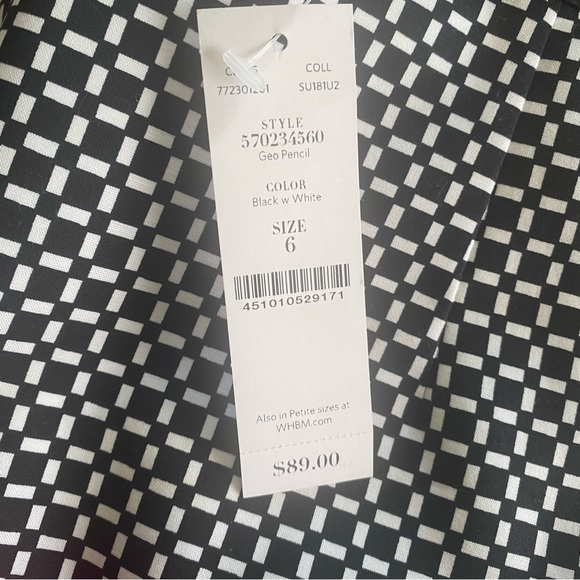 COLL
SU181U2
STYLE
570234560
Geo Pencil
COLOR
Black w White
SIZE
6
451010529171
Also in Petite sizes at
WHBM.com
$89.00